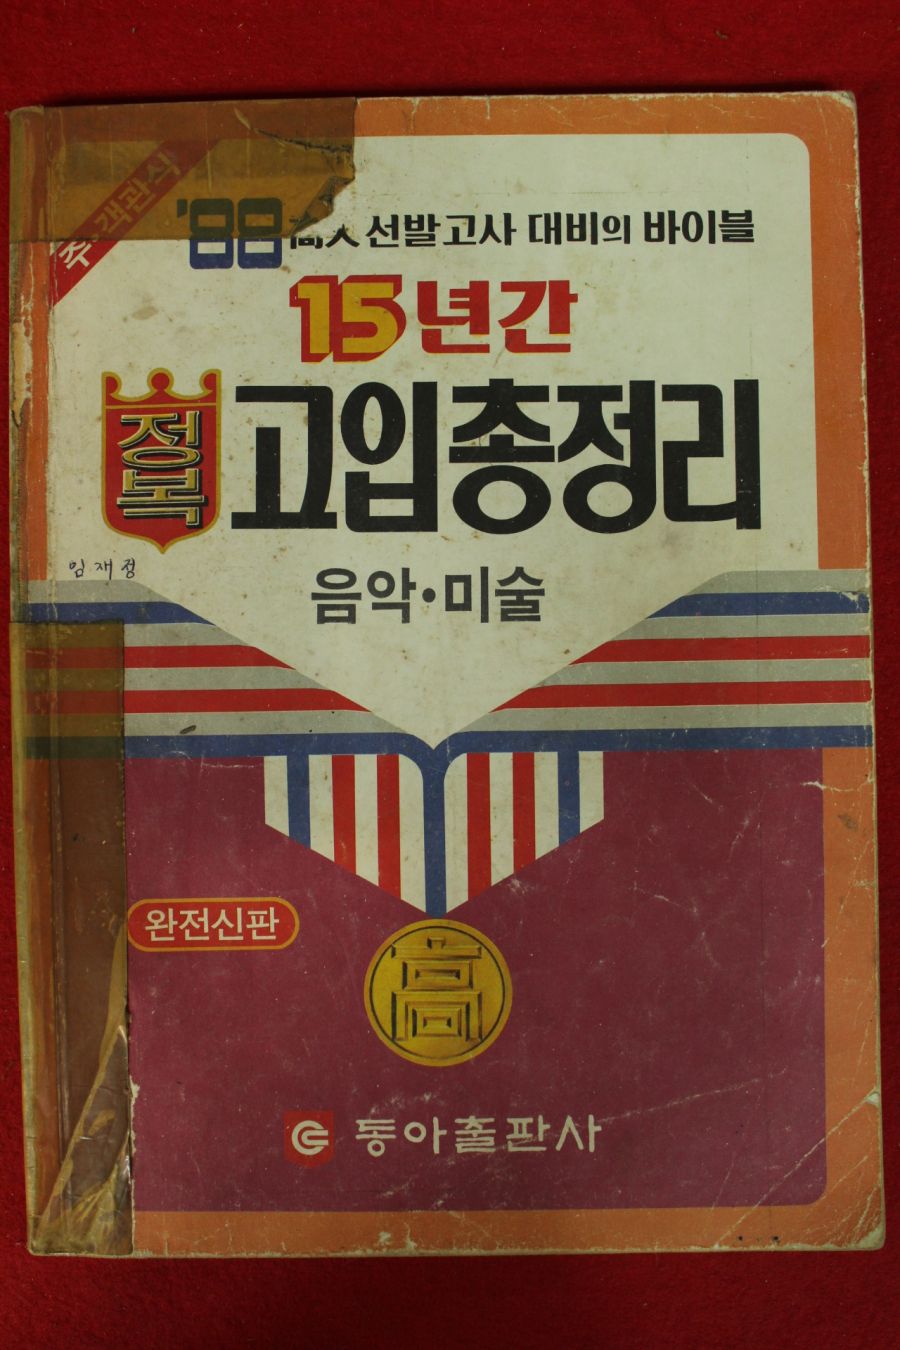 주·객관식
'88 高入 선발고사 대비의 바이블
15년간
정복
고입총정리
임재정
음악·미술
완전신판
高
동아출판사